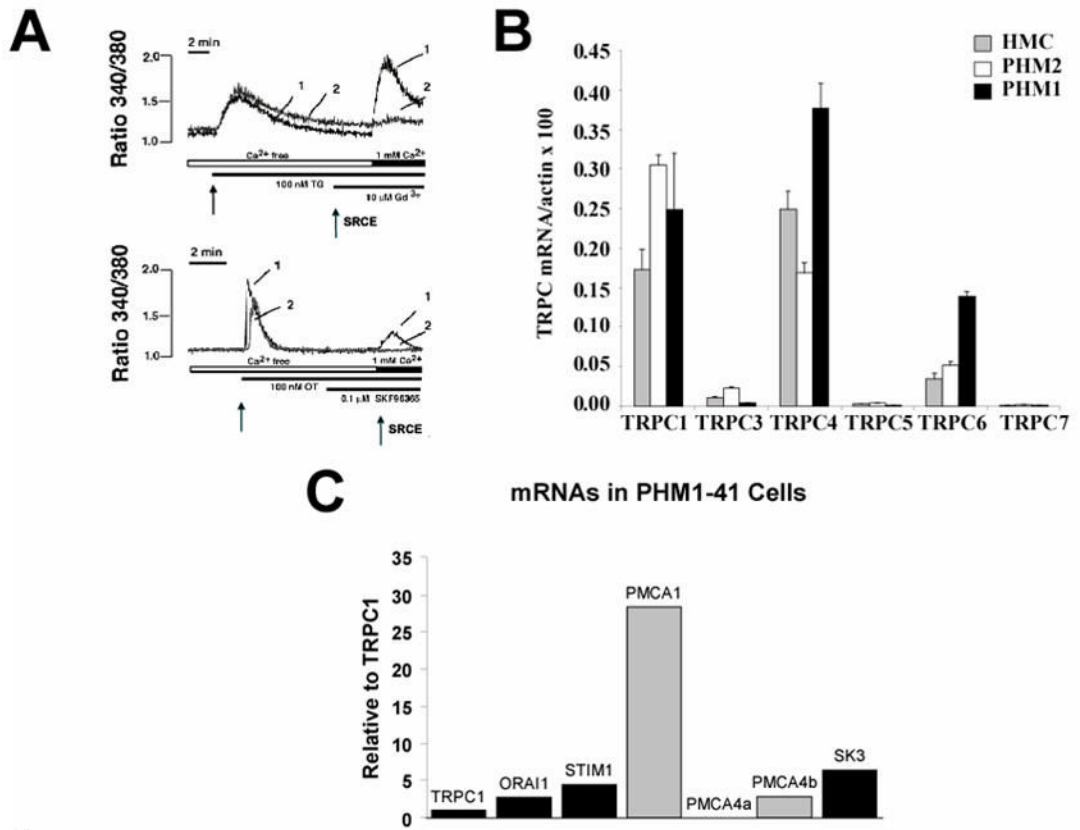 A
2 min
Ratio 340/380
2.0
1.5
1.0
1
2
1
2
Ca2+ free
1 mM Ca2+
100 nM TG
10 µM Gd 3+
SRCE
2 min
Ratio 340/380
2.0
1.5
1.0
1
2
1
2
Ca2+ free
1 mM Ca2+
100 nM OT
0.1 µM SKF96365
SRCE
B
HMC
PHM2
PHM1
TRPC mRNA/actin x 100
0.45
0.40
0.35
0.30
0.25
0.20
0.15
0.10
0.05
0.00
TRPC1 TRPC3 TRPC4 TRPC5 TRPC6 TRPC7
C
mRNAs in PHM1-41 Cells
Relative to TRPC1
35
30
25
20
15
10
5
0
TRPC1
ORAI1
STIM1
PMCA1
PMCA4a
PMCA4b
SK3